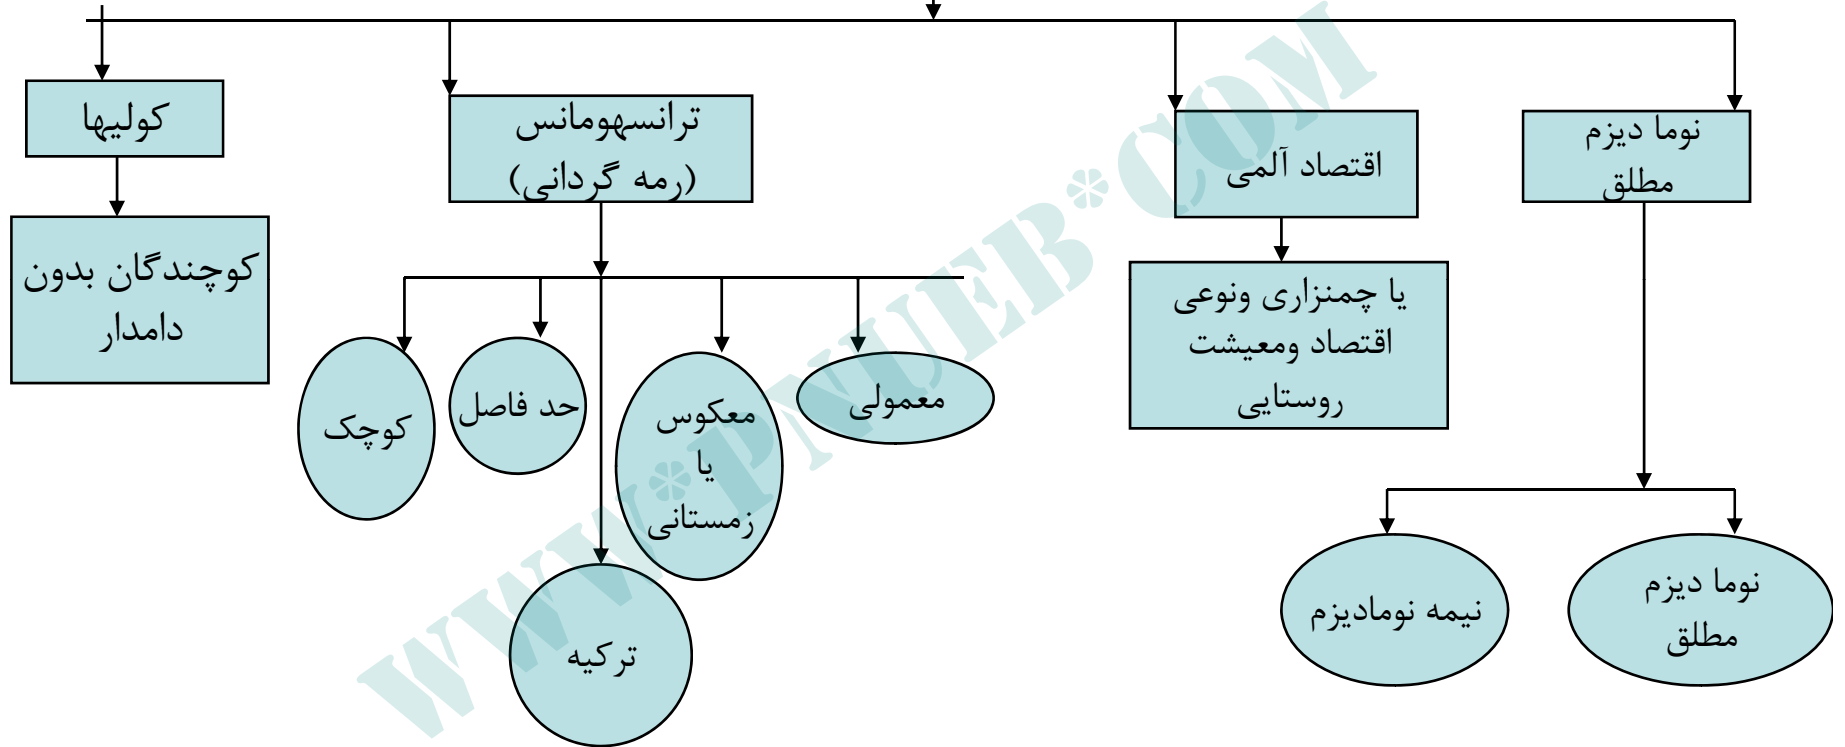 نوما دیزم
مطلق
اقتصاد آلمی
ترانسهومانس
(رمه گردانی)
کولیها
یا چمنزاری ونوعی
اقتصاد ومعیشت
روستایی
کوچندگان بدون
دامدار
معمولی
معکوس
یا
زمستانی
حد فاصل
کوچک
ترکیه
نوما دیزم
مطلق
نیمه نومادیزم
WWW*PNUEB*COM